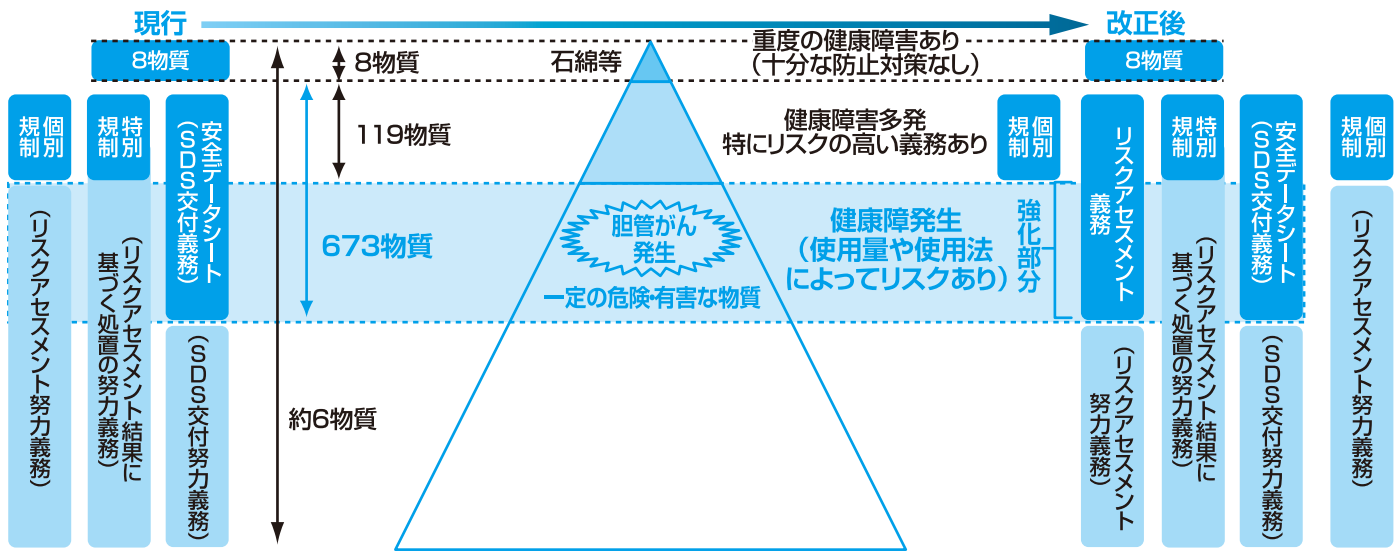 現行
改正後
8物質
8物質
石綿等
重度の健康障害あり
(十分な防止対策なし)
8物質
個別
規制
特別
規制
安全データシート
(SDS交付義務)
119物質
健康障害多発
特にリスクの高い義務あり
個別
規制
リスクアセスメント
義務
特別
規制
安全データシート
(SDS交付義務)
個別
規制
673物質
胆管がん
発生
一定の危険・有害な物質
健康障発生
(使用量や使用法
によってリスクあり)
強化部分
(リスクアセスメント努力義務)
(リスクアセスメント結果に
基づく処置の努力義務)
(SDS交付努力義務)
約6物質
(リスクアセスメント
努力義務)
(リスクアセスメント結果に
基づく処置の努力義務)
(SDS交付努力義務)
(リスクアセスメント努力義務)